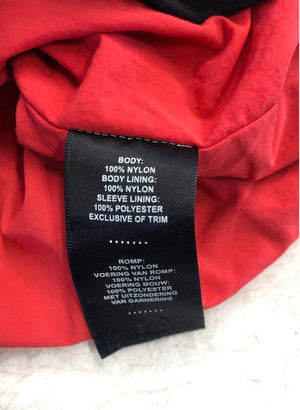 BODY:
100% NYLON
BODY LINING:
100% NYLON
SLEEVE LINING:
100% POLYESTER
EXCLUSIVE OF TRIM
.......
ROMP:
100% NYLON
VOERING VAN ROMP:
100% NYLON
VOERING MOUW:
100% POLYESTER
MET UITZONDERING
VAN GARNERING
.......